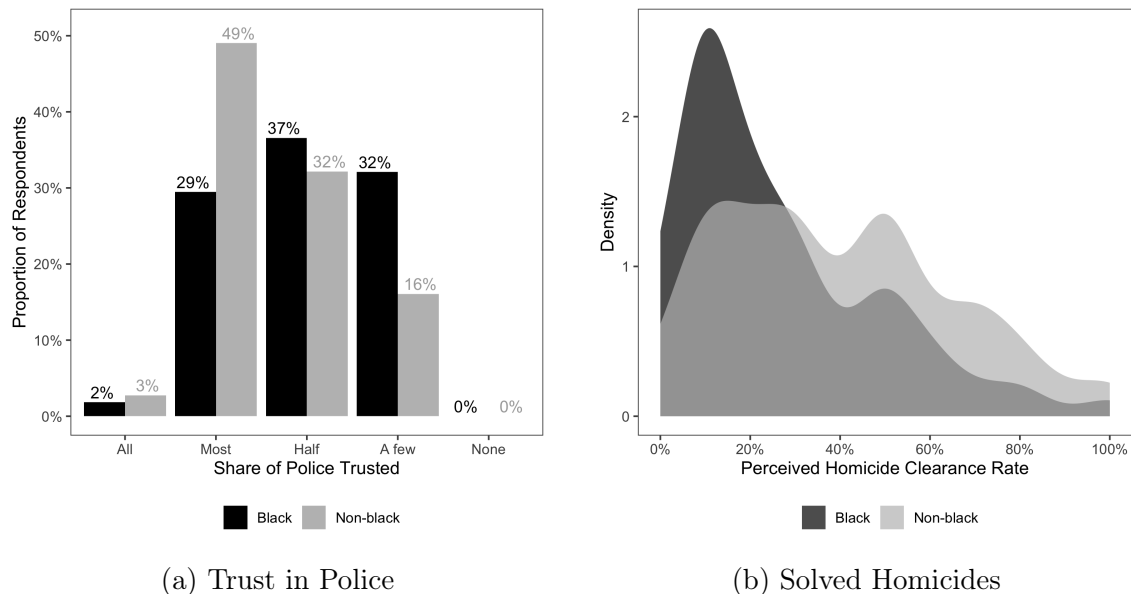 50%
40%
30%
20%
10%
0%
Proportion of Respondents
2%
3%
29%
49%
37%
32%
32%
16%
0%
0%
All
Most
Half
A few
None
Share of Police Trusted
Black
Non-black
(a) Trust in Police
2
1
0
Density
0%
20%
40%
60%
80%
100%
Perceived Homicide Clearance Rate
Black
Non-black
(b) Solved Homicides